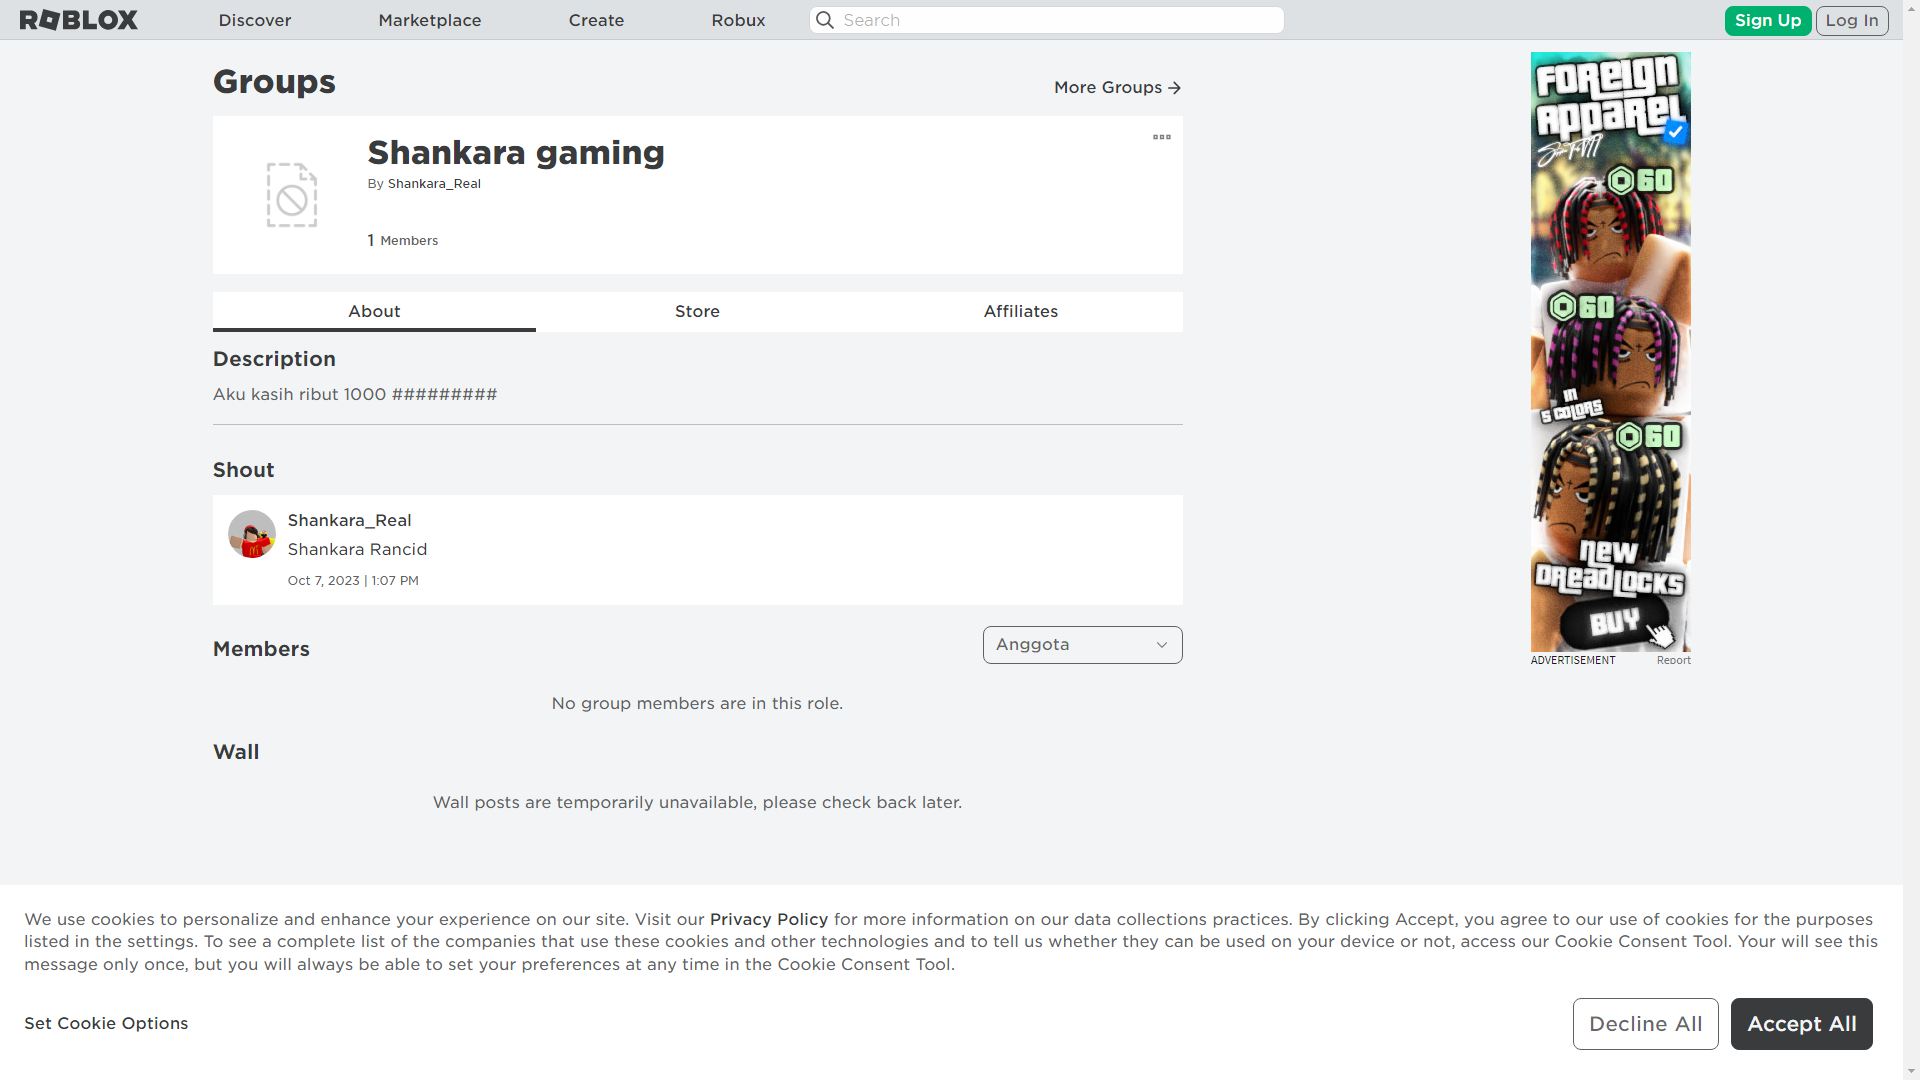 ROBLOX
Discover
Marketplace
Create
Robux
Search
Sign Up
Log In
Groups
More Groups
Shankara gaming
By Shankara_Real
1 Members
About
Store
Affiliates
Description
Aku kasih ribut 1000 #########
Shout
Shankara_Real
Shankara Rancid
Oct 7, 2023 | 1:07 PM
Members
Anggota
No group members are in this role.
Wall
Wall posts are temporarily unavailable, please check back later.
FOREIGN
APPAREL
60
60
IN
5 COLORS
60
NEW
DREADLOCKS
BUY
ADVERTISEMENT
Report
We use cookies to personalize and enhance your experience on our site. Visit our Privacy Policy for more information on our data collections practices. By clicking Accept, you agree to our use of cookies for the purposes
listed in the settings. To see a complete list of the companies that use these cookies and other technologies and to tell us whether they can be used on your device or not, access our Cookie Consent Tool. Your will see this
message only once, but you will always be able to set your preferences at any time in the Cookie Consent Tool.
Set Cookie Options
Decline All
Accept All